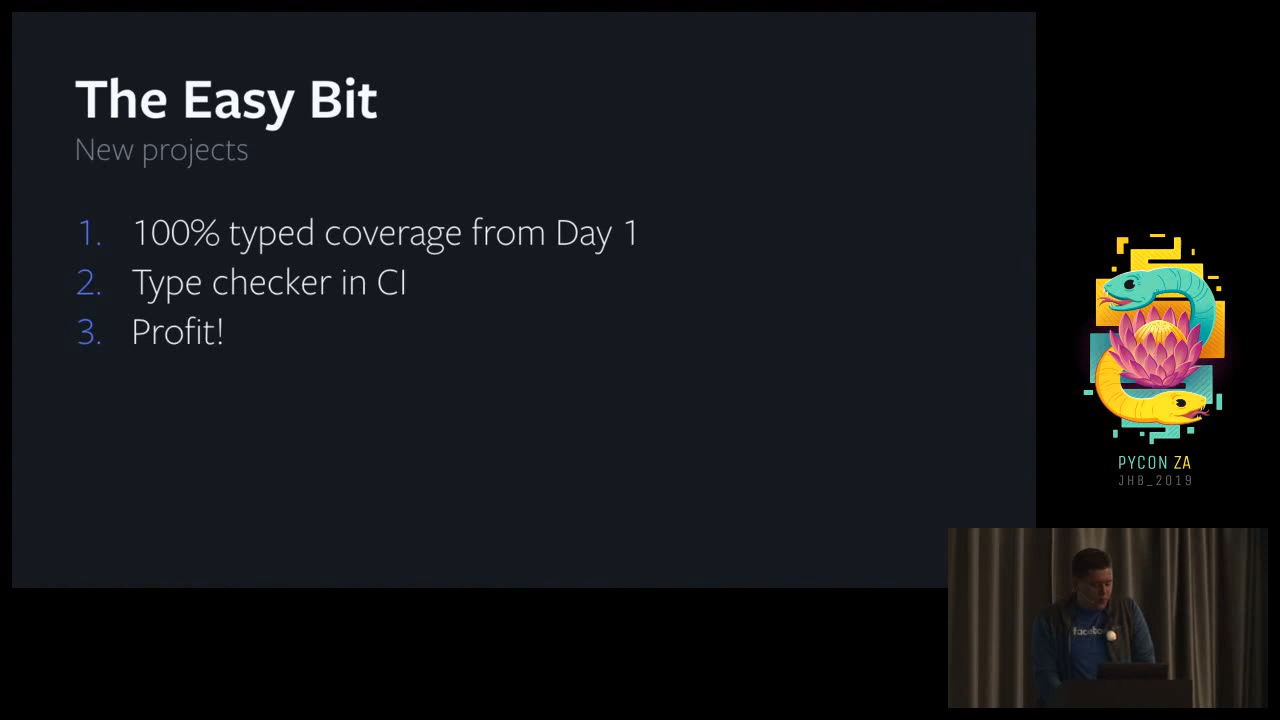 The Easy Bit
New projects
1. 100% typed coverage from Day 1
2. Type checker in CI
3. Profit!
PYCON ZA
JHB_2019